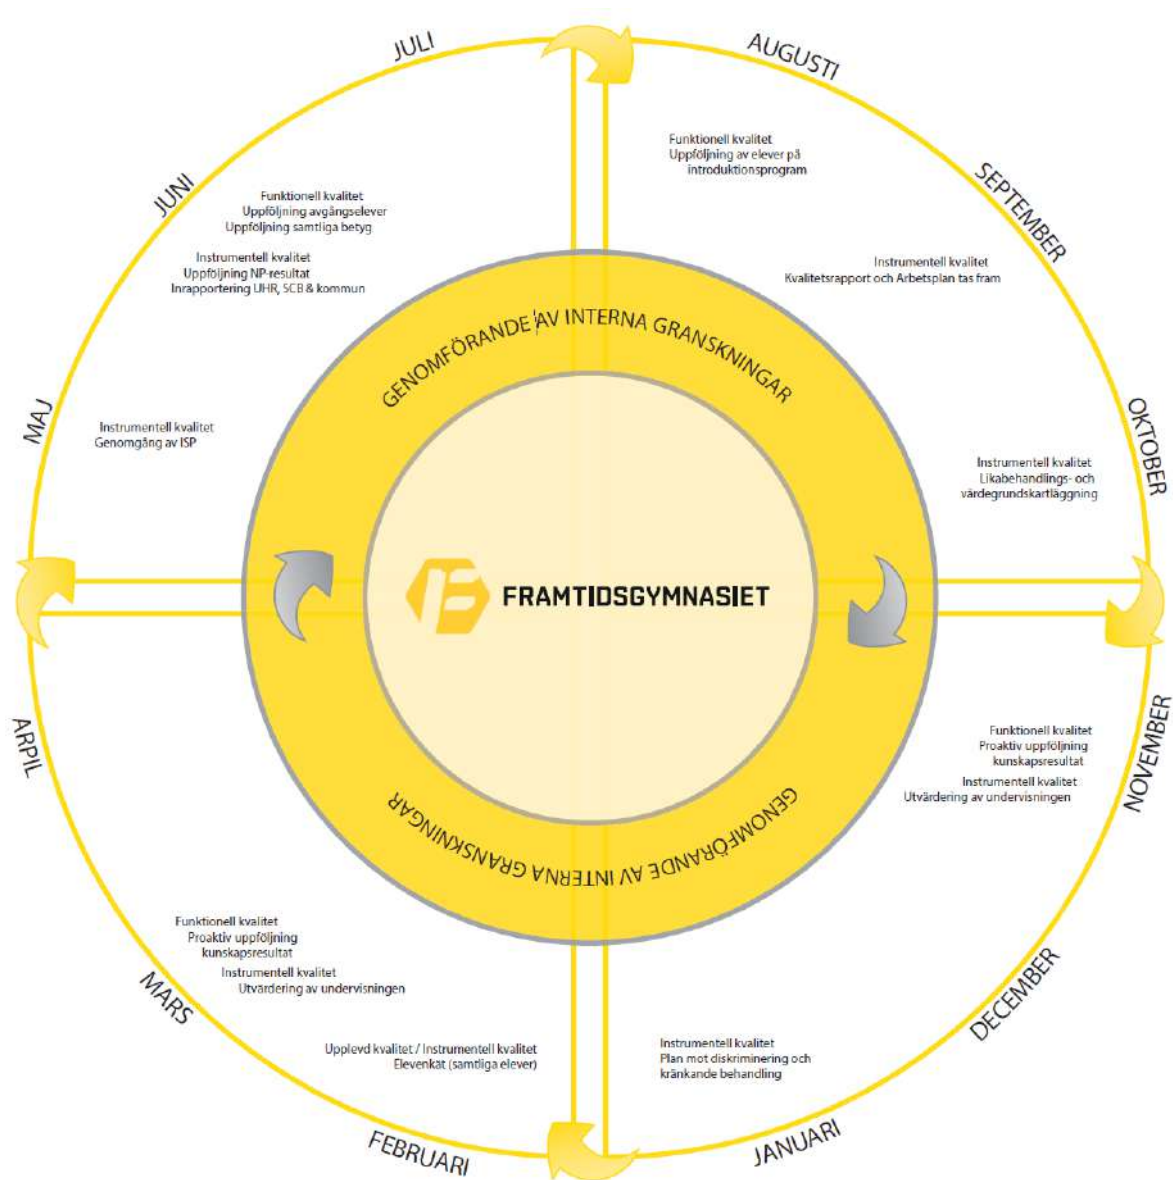 JULI
AUGUSTI
SEPTEMBER
OKTOBER
NOVEMBER
DECEMBER
JANUARI
FEBRUARI
MARS
ARPIL
MAJ
JUNI
Funktionell kvalitet
Uppföljning av elever på
introduktionsprogram
Instrumentell kvalitet
Kvalitetsrapport och Arbetsplan tas fram
Instrumentell kvalitet
Likabehandlings- och
värdegrundskartläggning
Funktionell kvalitet
Proaktiv uppföljning
kunskapsresultat
Instrumentell kvalitet
Utvärdering av undervisningen
Instrumentell kvalitet
Plan mot diskriminering och
kränkande behandling
Upplevd kvalitet / Instrumentell kvalitet
Elevenkät (samtliga elever)
Funktionell kvalitet
Proaktiv uppföljning
kunskapsresultat
Instrumentell kvalitet
Utvärdering av undervisningen
Instrumentell kvalitet
Genomgång av ISP
Funktionell kvalitet
Uppföljning avgångselever
Uppföljning samtliga betyg
Instrumentell kvalitet
Uppföljning NP-resultat
Inrapportering UHR, SCB & kommun
GENOMFÖRANDE AV INTERNA GRANSKNINGAR
FRAMTIDSGYMNASIET
GENOMFÖRANDE AV INTERNA GRANSKNINGAR